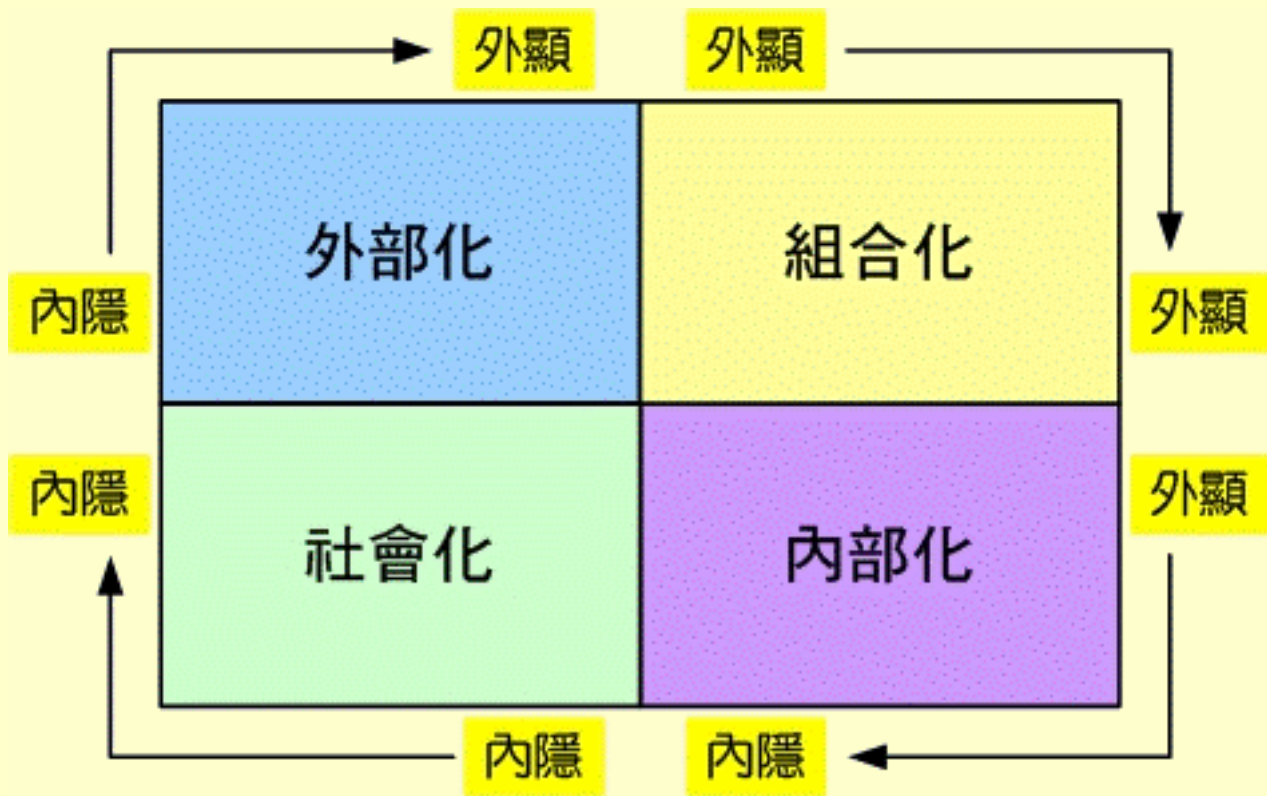 外顯 外顯
外部化 組合化
內隱 外顯
內隱 外顯
社會化 內部化
內隱 內隱